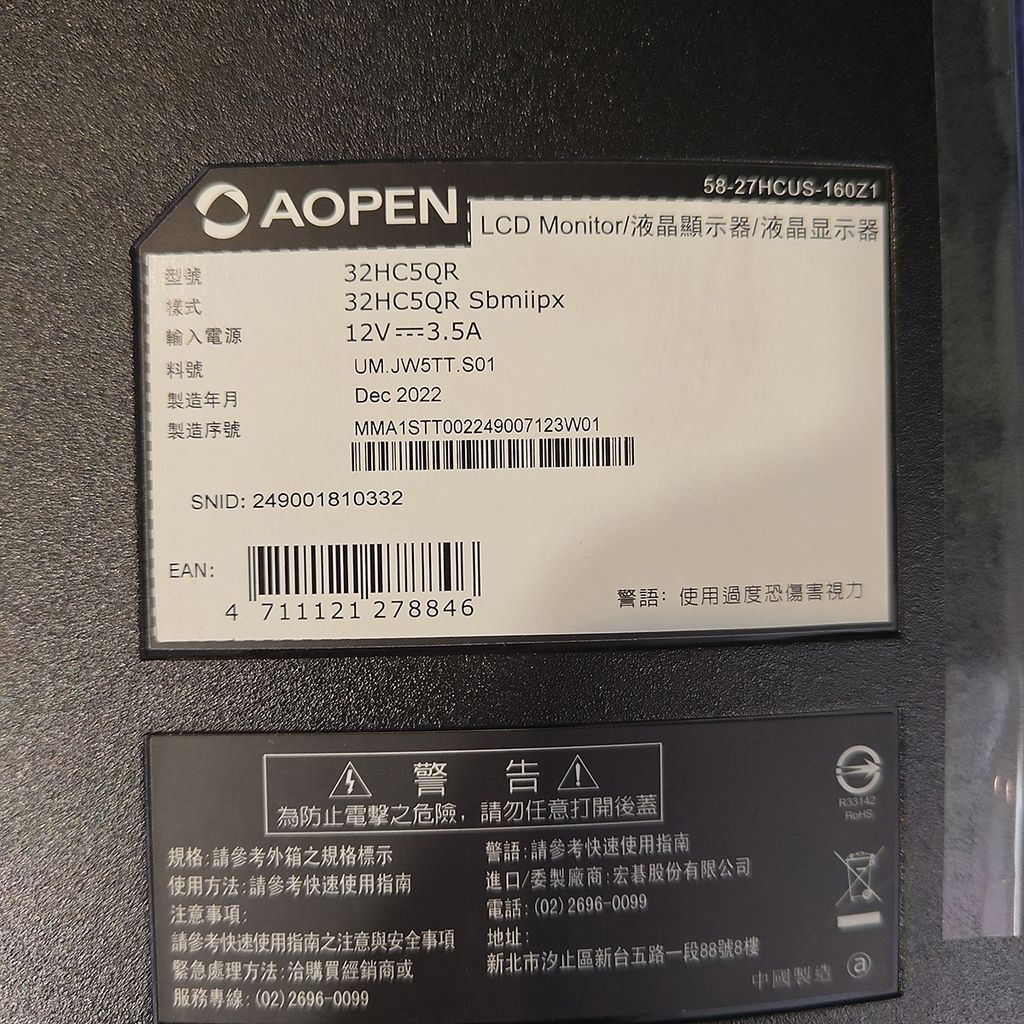 AOPEN
58-27HCUS-160Z1
LCD Monitor/液晶顯示器/液晶显示器
型號 32HC5QR
樣式 32HC5QR Sbmiipx
輸入電源 12V⎓3.5A
料號 UM.JW5TT.S01
製造年月 Dec 2022
製造序號 MMA1STT002249007123W01
SNID: 249001810332
EAN:
4 711121 278846
警語: 使用過度恐傷害視力
警 告
為防止電擊之危險, 請勿任意打開後蓋
R33142
RoHS
規格:請參考外箱之規格標示
使用方法:請參考快速使用指南
注意事項:
請參考快速使用指南之注意與安全事項
緊急處理方法:洽購買經銷商或
服務專線:(02)2696-0099
警語:請參考快速使用指南
進口/委製廠商:宏碁股份有限公司
電話:(02)2696-0099
地址:
新北市汐止區新台五路一段88號8樓
中國製造 ⓐ